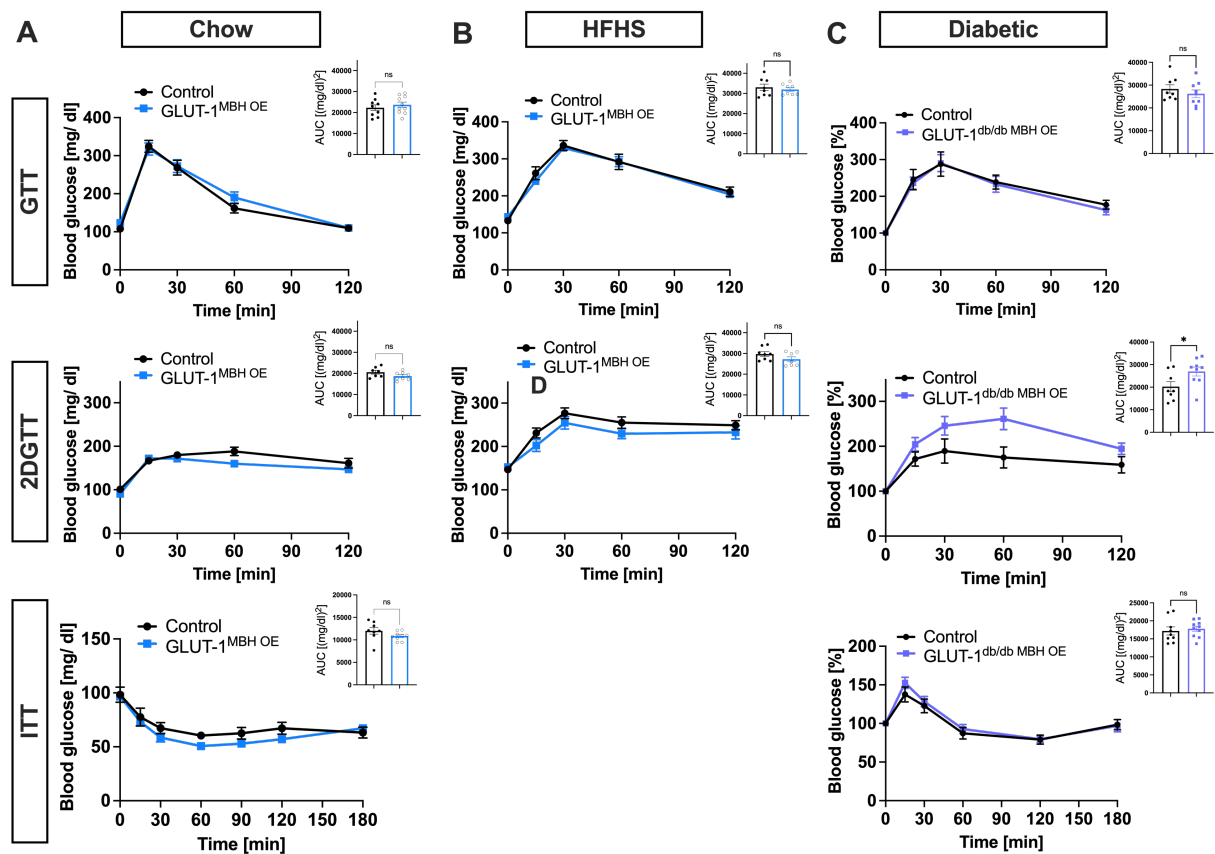 A
Chow
B
HFHS
C
Diabetic
GTT
2DGTT
ITT
Control
GLUT-1MBH OE
Blood glucose [mg/ dl]
400
300
200
100
0
0 30 60 90 120
Time [min]
AUC [(mg/dl)2]
50000
40000
30000
20000
10000
0
ns
Control
GLUT-1MBH OE
Blood glucose [mg/ dl]
400
300
200
100
0
0 30 60 90 120
Time [min]
AUC [(mg/dl)2]
50000
40000
30000
20000
10000
0
ns
Control
GLUT-1db/db MBH OE
Blood glucose [%]
400
300
200
100
0
0 30 60 90 120
Time [min]
AUC [(mg/dl)2]
50000
40000
30000
20000
10000
0
ns
Control
GLUT-1MBH OE
Blood glucose [mg/ dl]
300
200
100
0
0 30 60 90 120
Time [min]
AUC [(mg/dl)2]
50000
40000
30000
20000
10000
0
ns
Control
GLUT-1MBH OE
D
Blood glucose [mg/ dl]
300
200
100
0
0 30 60 90 120
Time [min]
AUC [(mg/dl)2]
50000
40000
30000
20000
10000
0
ns
Control
GLUT-1db/db MBH OE
Blood glucose [%]
400
300
200
100
0
0 30 60 90 120
Time [min]
AUC [(mg/dl)2]
50000
40000
30000
20000
10000
0
*
Control
GLUT-1MBH OE
Blood glucose [mg/ dl]
150
100
50
0
0 30 60 90 120 150 180
Time [min]
AUC [(mg/dl)2]
20000
15000
10000
5000
0
ns
Control
GLUT-1db/db MBH OE
Blood glucose [%]
200
150
100
50
0
0 30 60 90 120 150 180
Time [min]
AUC [(mg/dl)2]
25000
20000
15000
10000
5000
0
ns